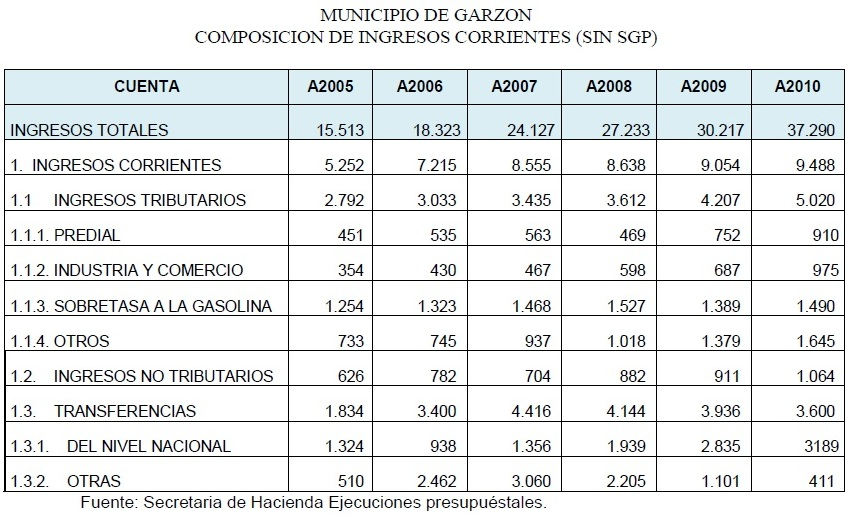 MUNICIPIO DE GARZON
COMPOSICION DE INGRESOS CORRIENTES (SIN SGP)
CUENTA A2005 A2006 A2007 A2008 A2009 A2010
INGRESOS TOTALES 15.513 18.323 24.127 27.233 30.217 37.290
1. INGRESOS CORRIENTES 5.252 7.215 8.555 8.638 9.054 9.488
1.1 INGRESOS TRIBUTARIOS 2.792 3.033 3.435 3.612 4.207 5.020
1.1.1. PREDIAL 451 535 563 469 752 910
1.1.2. INDUSTRIA Y COMERCIO 354 430 467 598 687 975
1.1.3. SOBRETASA A LA GASOLINA 1.254 1.323 1.468 1.527 1.389 1.490
1.1.4. OTROS 733 745 937 1.018 1.379 1.645
1.2. INGRESOS NO TRIBUTARIOS 626 782 704 882 911 1.064
1.3. TRANSFERENCIAS 1.834 3.400 4.416 4.144 3.936 3.600
1.3.1. DEL NIVEL NACIONAL 1.324 938 1.356 1.939 2.835 3189
1.3.2. OTRAS 510 2.462 3.060 2.205 1.101 411
Fuente: Secretaria de Hacienda Ejecuciones presupuéstales.